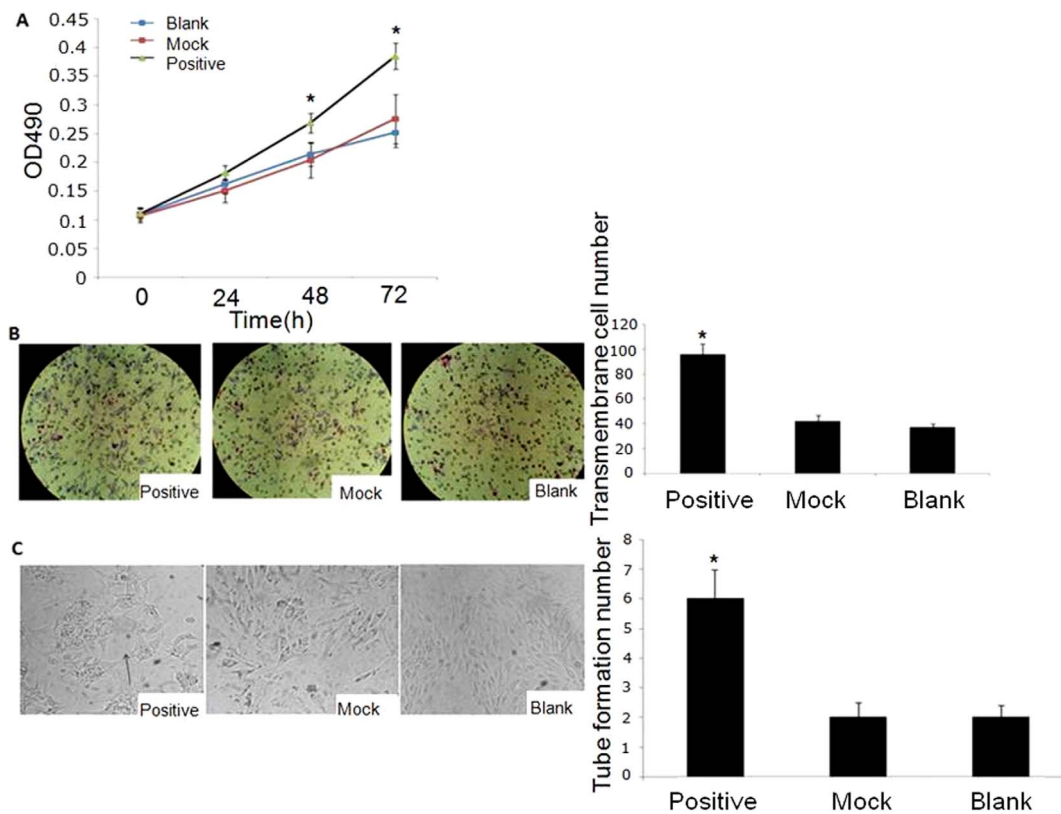 A
0.45
0.4
0.35
0.3
0.25
0.2
0.15
0.1
0.05
0
OD490
Blank
Mock
Positive
*
*
0 24 48 72
Time(h)
B
Positive
Mock
Blank
Transmembrane cell number
120
100
80
60
40
20
0
*
Positive Mock Blank
C
Positive
Mock
Blank
Tube formation number
8
7
6
5
4
3
2
1
0
*
Positive Mock Blank